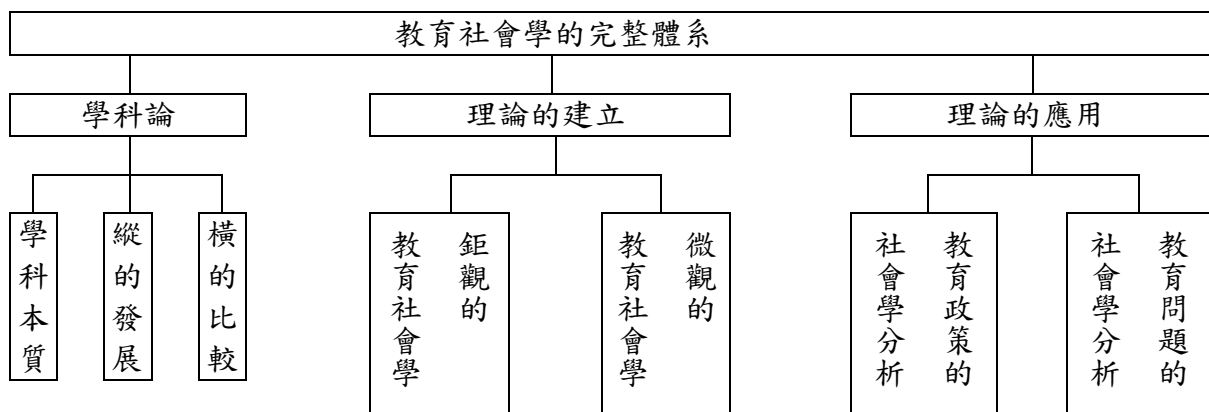 教育社會學的完整體系
學科論
理論的建立
理論的應用
學科本質
縱的發展
橫的比較
鉅觀的
教育社會學
微觀的
教育社會學
教育政策的
社會學分析
教育問題的
社會學分析